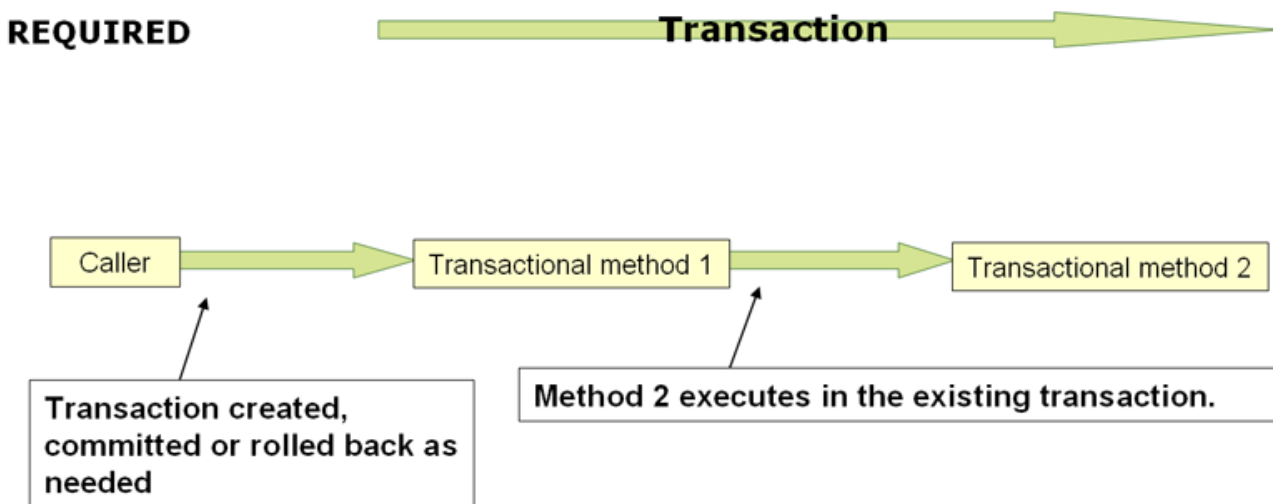 REQUIRED
Transaction
Caller
Transactional method 1
Transactional method 2
Transaction created,
committed or rolled back as
needed
Method 2 executes in the existing transaction.